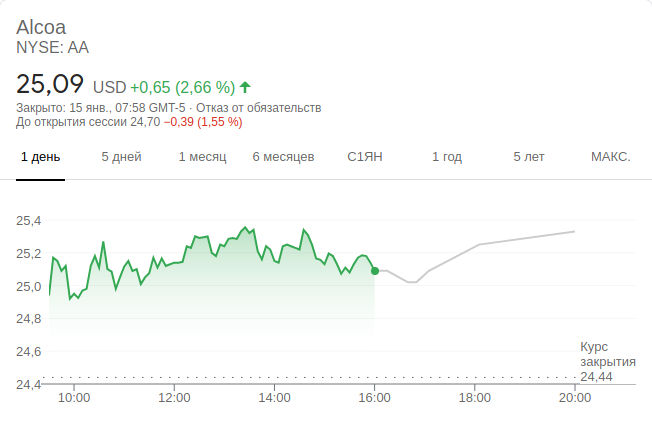 Alcoa
NYSE: AA
25,09 USD +0,65 (2,66 %)
Закрыто: 15 янв., 07:58 GMT-5 · Отказ от обязательств
До открытия сессии 24,70 −0,39 (1,55 %)
1 день 5 дней 1 месяц 6 месяцев С1ЯН 1 год 5 лет МАКС.
25,4
25,2
25,0
24,8
24,6
Курс
закрытия
24,44
24,4
10:00 12:00 14:00 16:00 18:00 20:00